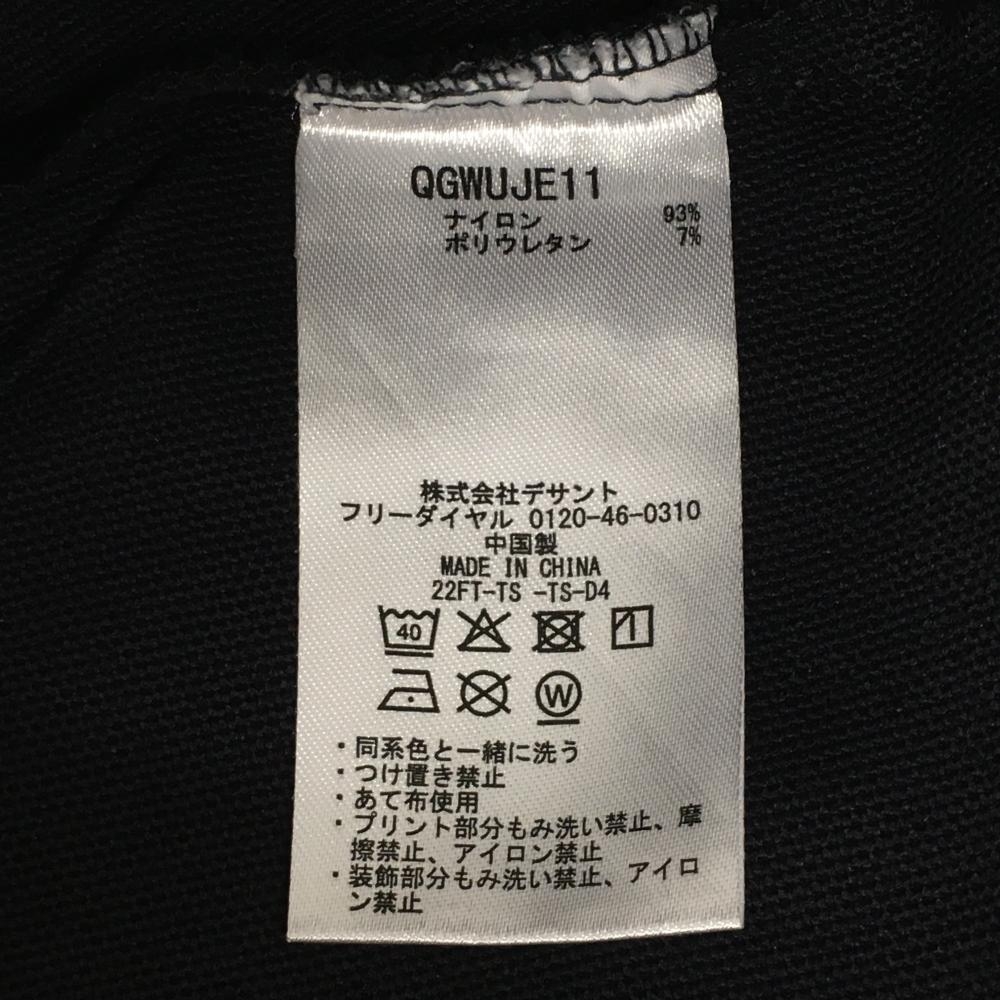 QGWUJE11
ナイロン 93%
ポリウレタン 7%
株式会社デサント
フリーダイヤル 0120-46-0310
中国製
MADE IN CHINA
22FT-TS -TS-D4
40
W
・同系色と一緒に洗う
・つけ置き禁止
・あて布使用
・プリント部分もみ洗い禁止、摩
擦禁止、アイロン禁止
・装飾部分もみ洗い禁止、アイロ
ン禁止